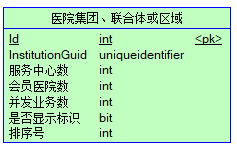 医院集团、联合体或区域
Id int <pk>
InstitutionGuid uniqueidentifier
服务中心数 int
会员医院数 int
并发业务数 int
是否显示标识 bit
排序号 int